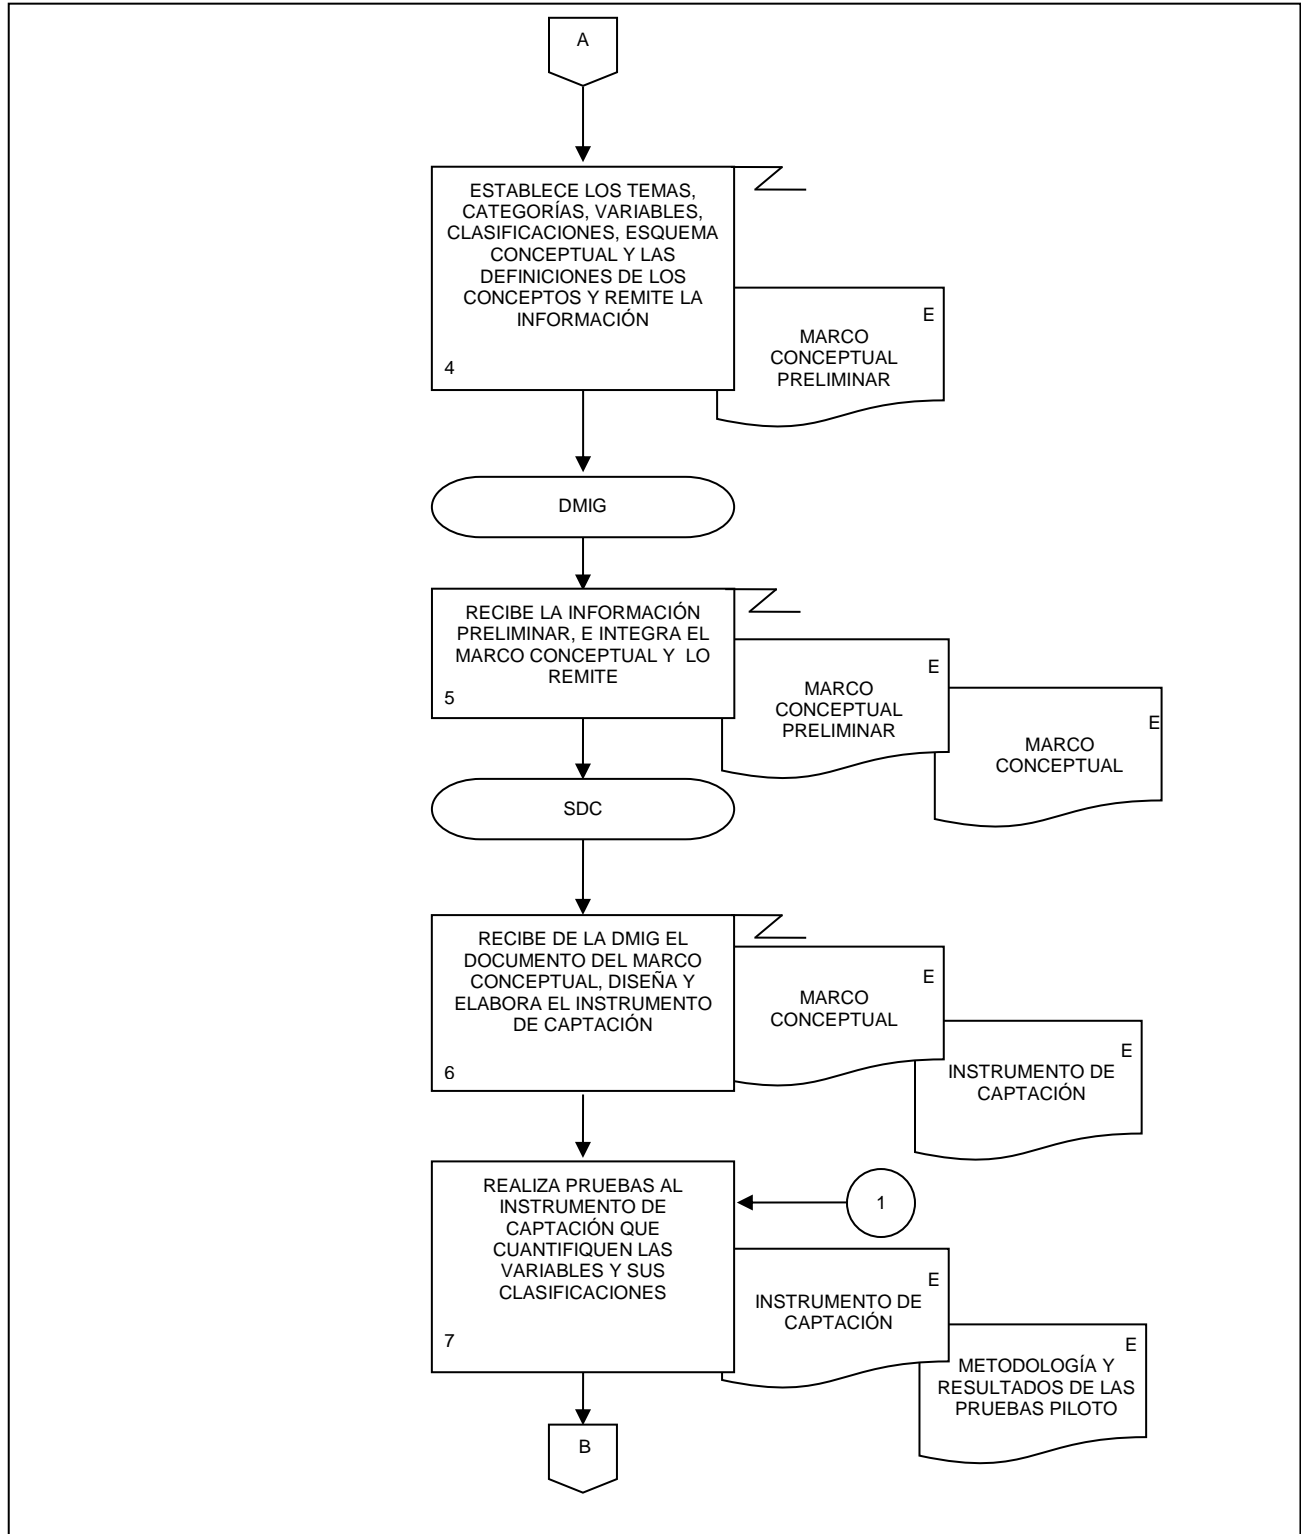 A
ESTABLECE LOS TEMAS,
CATEGORÍAS, VARIABLES,
CLASIFICACIONES, ESQUEMA
CONCEPTUAL Y LAS
DEFINICIONES DE LOS
CONCEPTOS Y REMITE LA
INFORMACIÓN
4
E
MARCO
CONCEPTUAL
PRELIMINAR
DMIG
RECIBE LA INFORMACIÓN
PRELIMINAR, E INTEGRA EL
MARCO CONCEPTUAL Y LO
REMITE
5
E
MARCO
CONCEPTUAL
PRELIMINAR
E
MARCO
CONCEPTUAL
SDC
RECIBE DE LA DMIG EL
DOCUMENTO DEL MARCO
CONCEPTUAL, DISEÑA Y
ELABORA EL INSTRUMENTO
DE CAPTACIÓN
6
E
MARCO
CONCEPTUAL
E
INSTRUMENTO DE
CAPTACIÓN
REALIZA PRUEBAS AL
INSTRUMENTO DE
CAPTACIÓN QUE
CUANTIFIQUEN LAS
VARIABLES Y SUS
CLASIFICACIONES
7
1
E
INSTRUMENTO DE
CAPTACIÓN
E
METODOLOGÍA Y
RESULTADOS DE LAS
PRUEBAS PILOTO
B